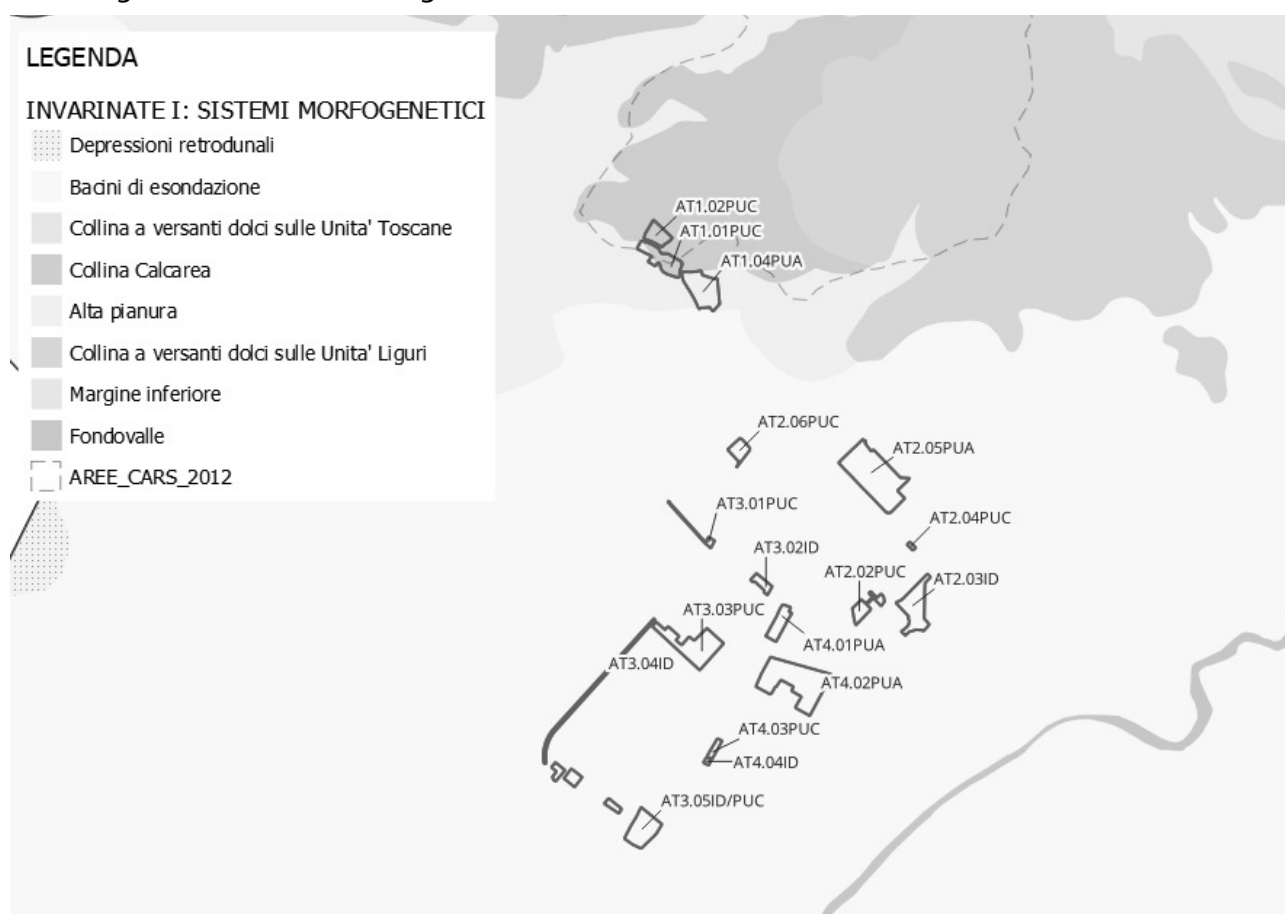 LEGENDA
INVARINATE I: SISTEMI MORFOGENETICI
Depressioni retrodunali
Bacini di esondazione
Collina a versanti dolci sulle Unita' Toscane
Collina Calcarea
Alta pianura
Collina a versanti dolci sulle Unita' Liguri
Margine inferiore
Fondovalle
AREE_CARS_2012
AT1.02PUC
AT1.01PUC
AT1.04PUA
AT2.06PUC
AT2.05PUA
AT3.01PUC
AT2.04PUC
AT3.02ID
AT2.02PUC
AT2.03ID
AT3.03PUC
AT4.01PUA
AT3.04ID
AT4.02PUA
AT4.03PUC
AT4.04ID
AT3.05ID/PUC